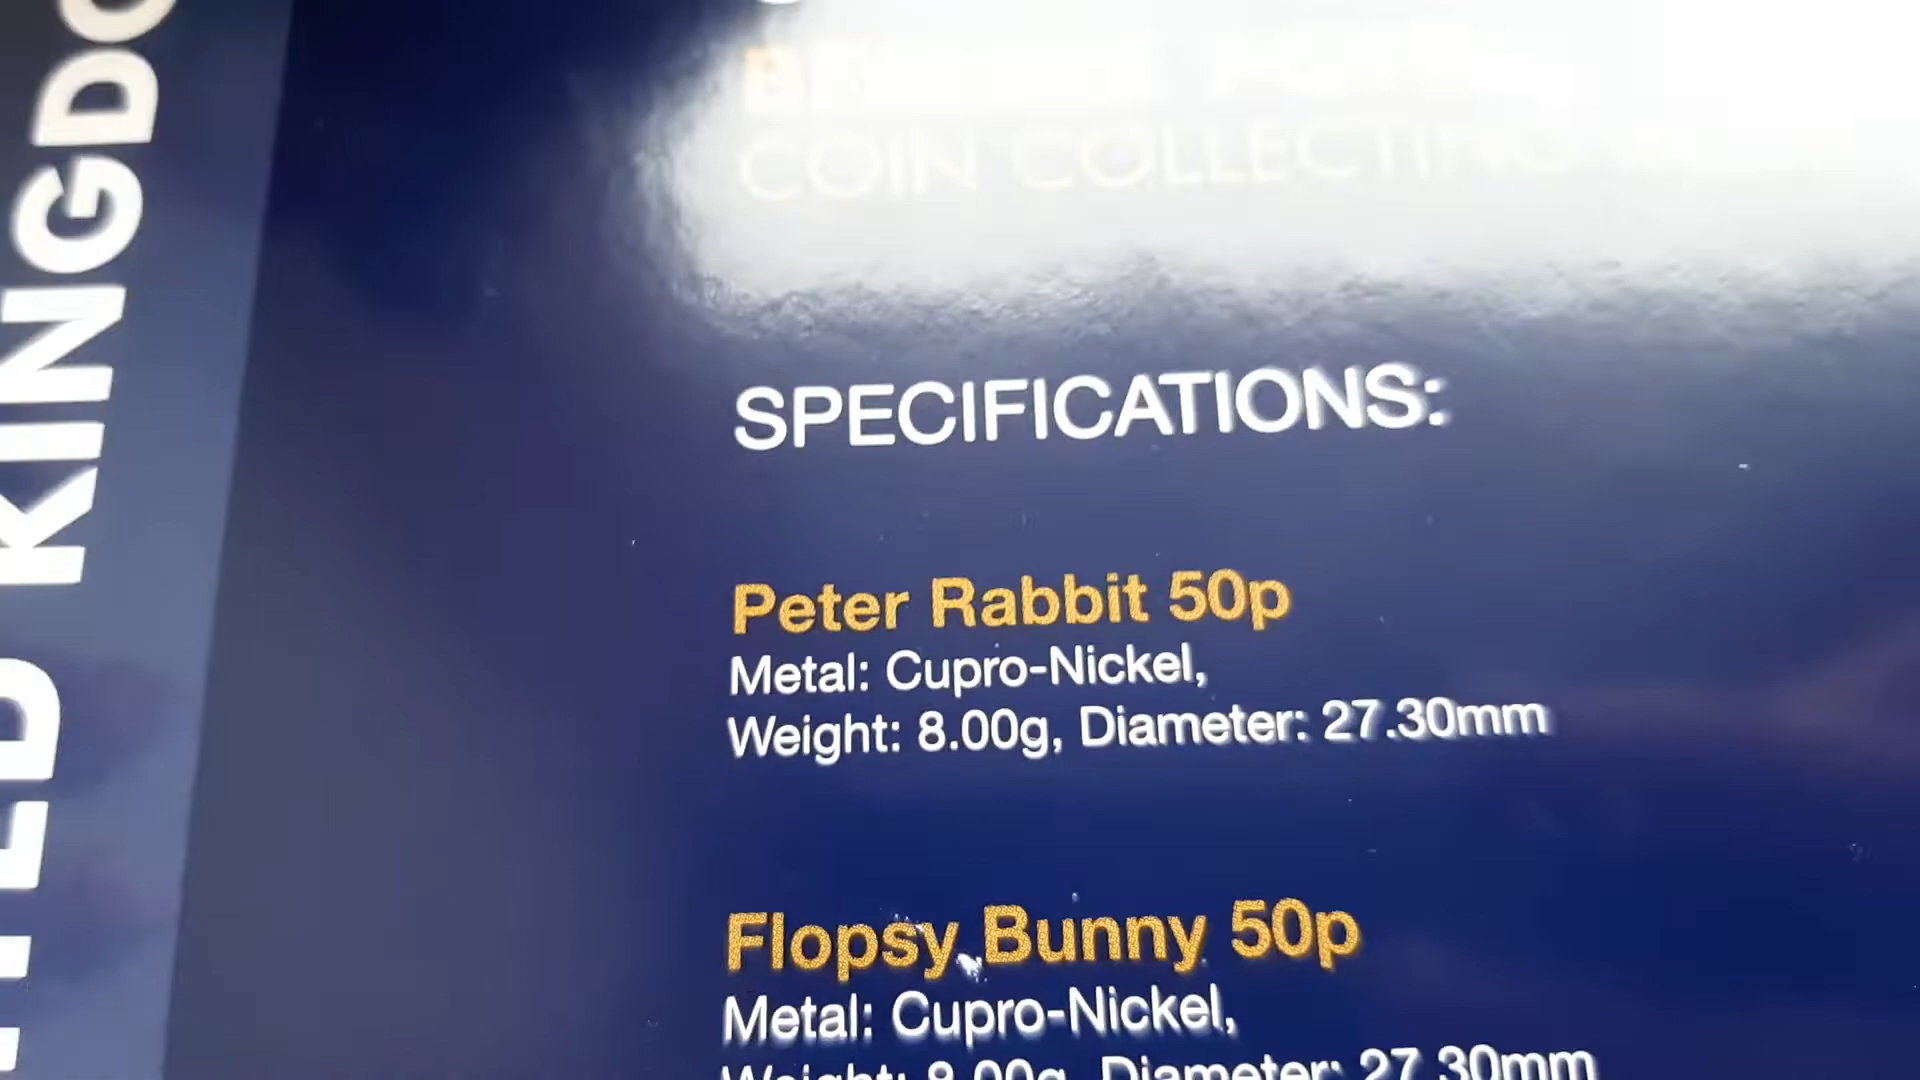 COIN COLLECTING
SPECIFICATIONS:
Peter Rabbit 50p
Metal: Cupro-Nickel,
Weight: 8.00g, Diameter: 27.30mm
Flopsy Bunny 50p
Metal: Cupro-Nickel,
Weight: 8.00g, Diameter: 27.30mm